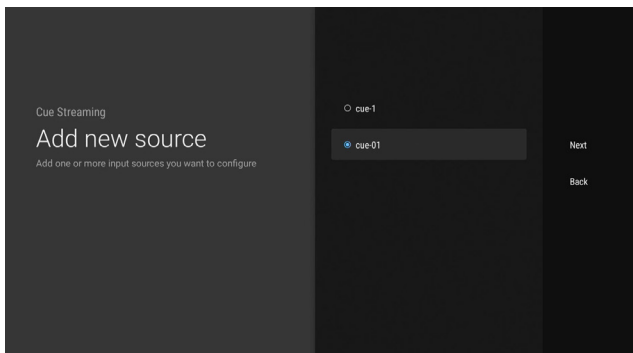 Cue Streaming
Add new source
Add one or more input sources you want to configure
cue-1
cue-01
Next
Back